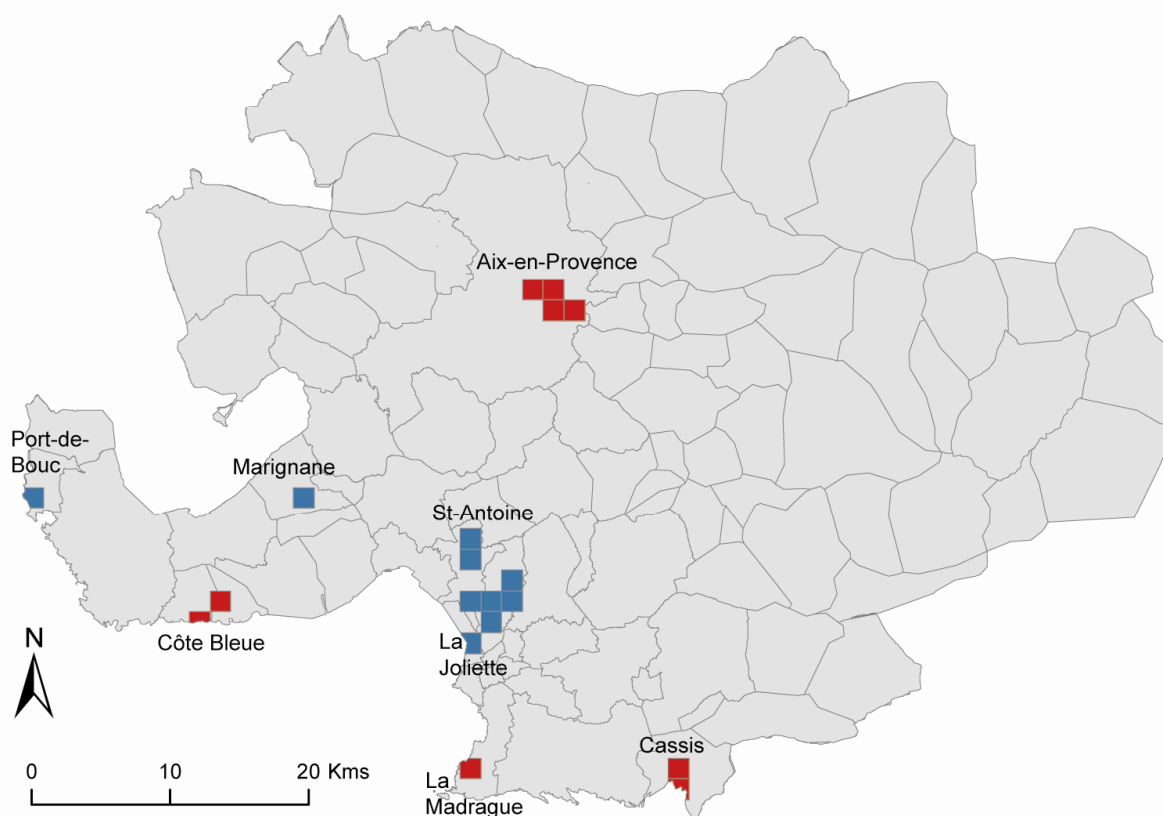 Aix-en-Provence
Port-de-
Bouc
Marignane
St-Antoine
Côte Bleue
La
Joliette
N
Cassis
La
Madrague
0 10 20 Kms